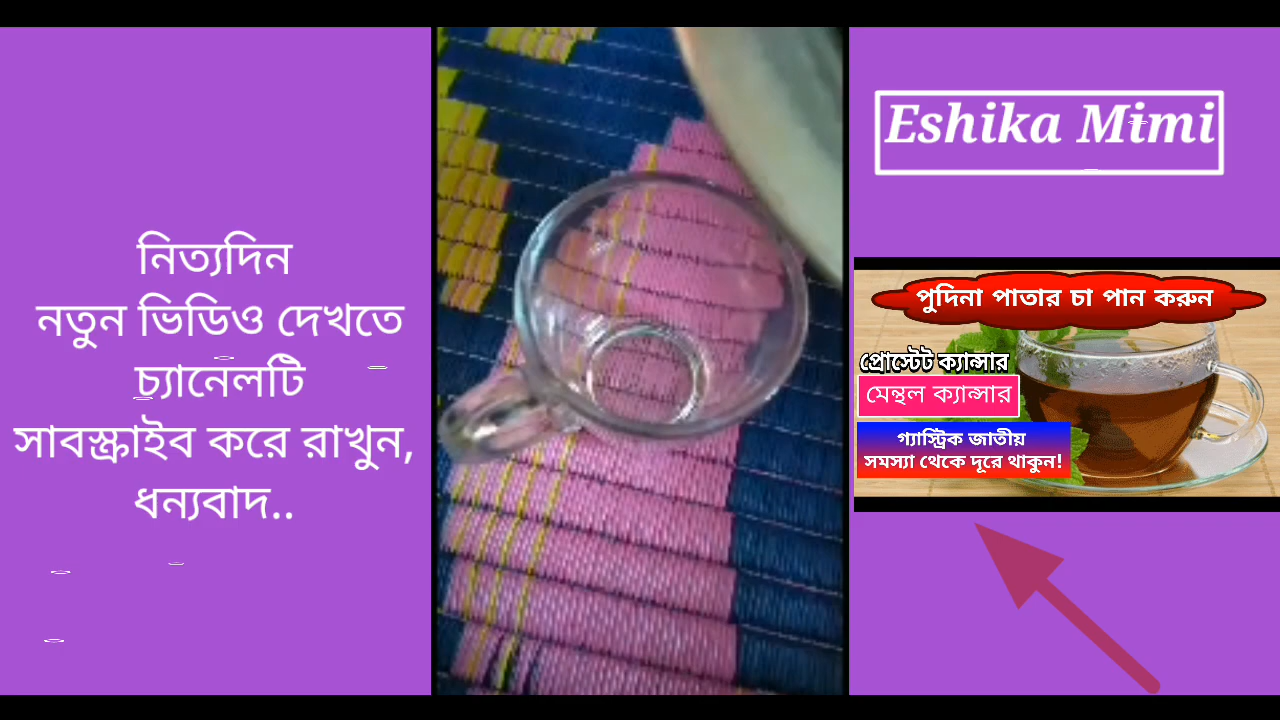 নিত্যদিন
নতুন ভিডিও দেখতে
চ্যানেলটি
সাবস্ক্রাইব করে রাখুন,
ধন্যবাদ..
Eshika Mimi
পুদিনা পাতার চা পান করুন
প্রোস্টেট ক্যান্সার
মেন্থল ক্যান্সার
গ্যাস্ট্রিক জাতীয়
সমস্যা থেকে দূরে থাকুন!